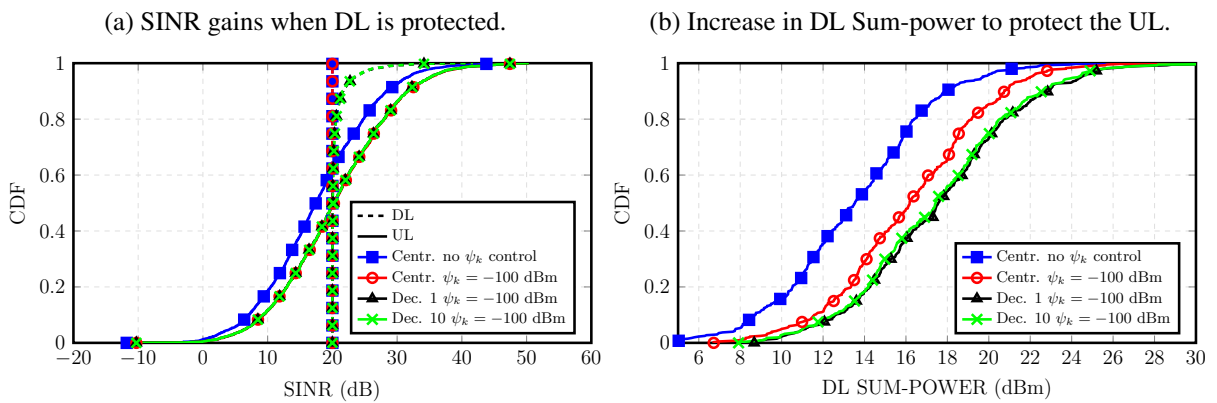 (a) SINR gains when DL is protected.
CDF
1
0.8
0.6
0.4
0.2
0
−20
−10
0
10
20
30
40
50
60
SINR (dB)
DL
UL
Centr. no ψk control
Centr. ψk = −100 dBm
Dec. 1 ψk = −100 dBm
Dec. 10 ψk = −100 dBm
(b) Increase in DL Sum-power to protect the UL.
CDF
1
0.8
0.6
0.4
0.2
0
6
8
10
12
14
16
18
20
22
24
26
28
30
DL SUM-POWER (dBm)
Centr. no ψk control
Centr. ψk = −100 dBm
Dec. 1 ψk = −100 dBm
Dec. 10 ψk = −100 dBm